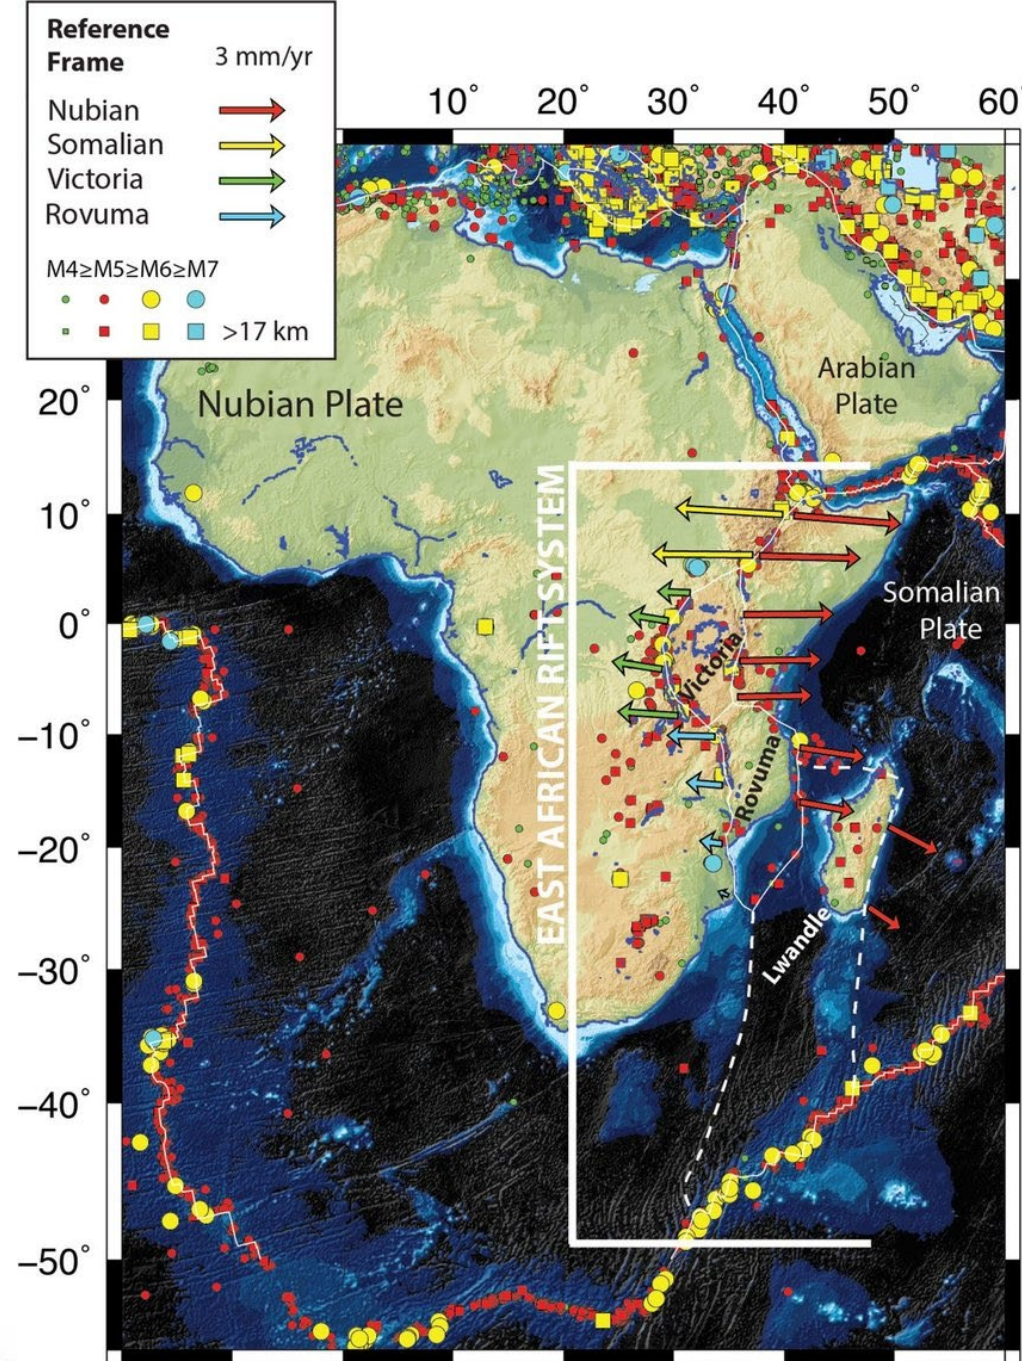 Reference
Frame 3 mm/yr
Nubian
Somalian
Victoria
Rovuma
M4≥M5≥M6≥M7
>17 km
10° 20° 30° 40° 50° 60°
20°
10°
0°
−10°
−20°
−30°
−40°
−50°
Nubian Plate
Arabian
Plate
Somalian
Plate
EAST AFRICAN RIFT SYSTEM
Victoria
Rovuma
Lwandle